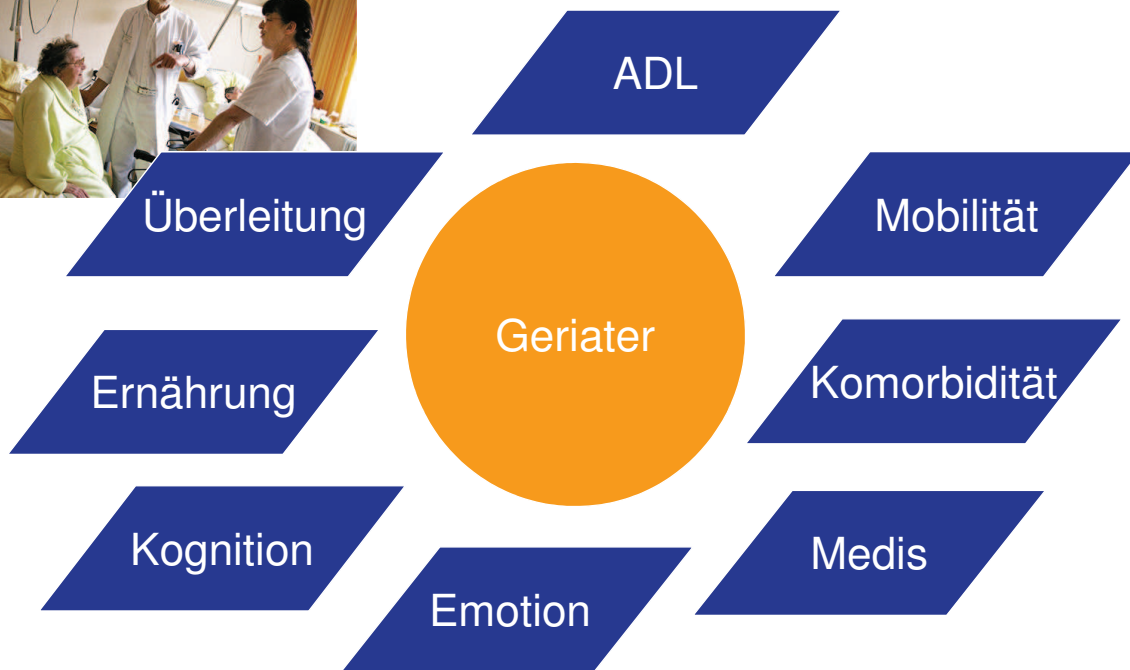 ADL
Überleitung
Mobilität
Geriater
Komorbidität
Ernährung
Kognition
Medis
Emotion